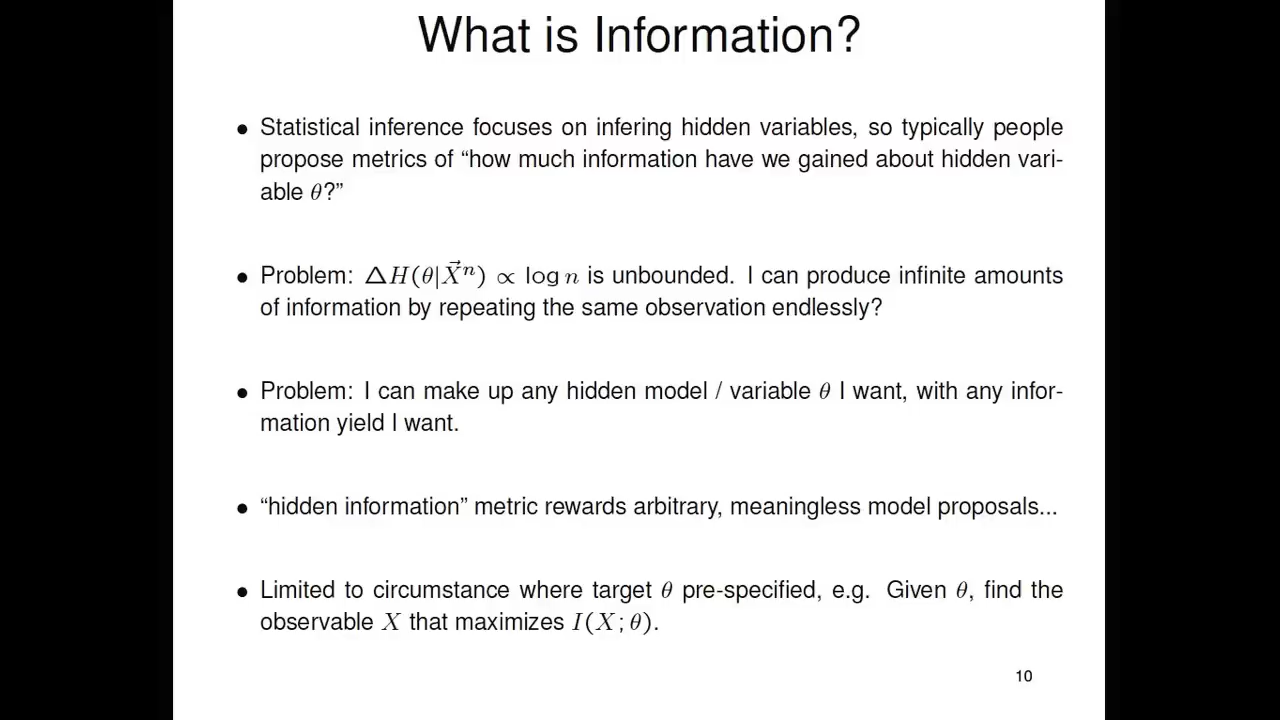 What is Information?
• Statistical inference focuses on infering hidden variables, so typically people
propose metrics of “how much information have we gained about hidden vari-
able θ?”
• Problem: △H(θ|X⃗ⁿ) ∝ log n is unbounded. I can produce infinite amounts
of information by repeating the same observation endlessly?
• Problem: I can make up any hidden model / variable θ I want, with any infor-
mation yield I want.
• “hidden information” metric rewards arbitrary, meaningless model proposals...
• Limited to circumstance where target θ pre-specified, e.g. Given θ, find the
observable X that maximizes I(X; θ).
10